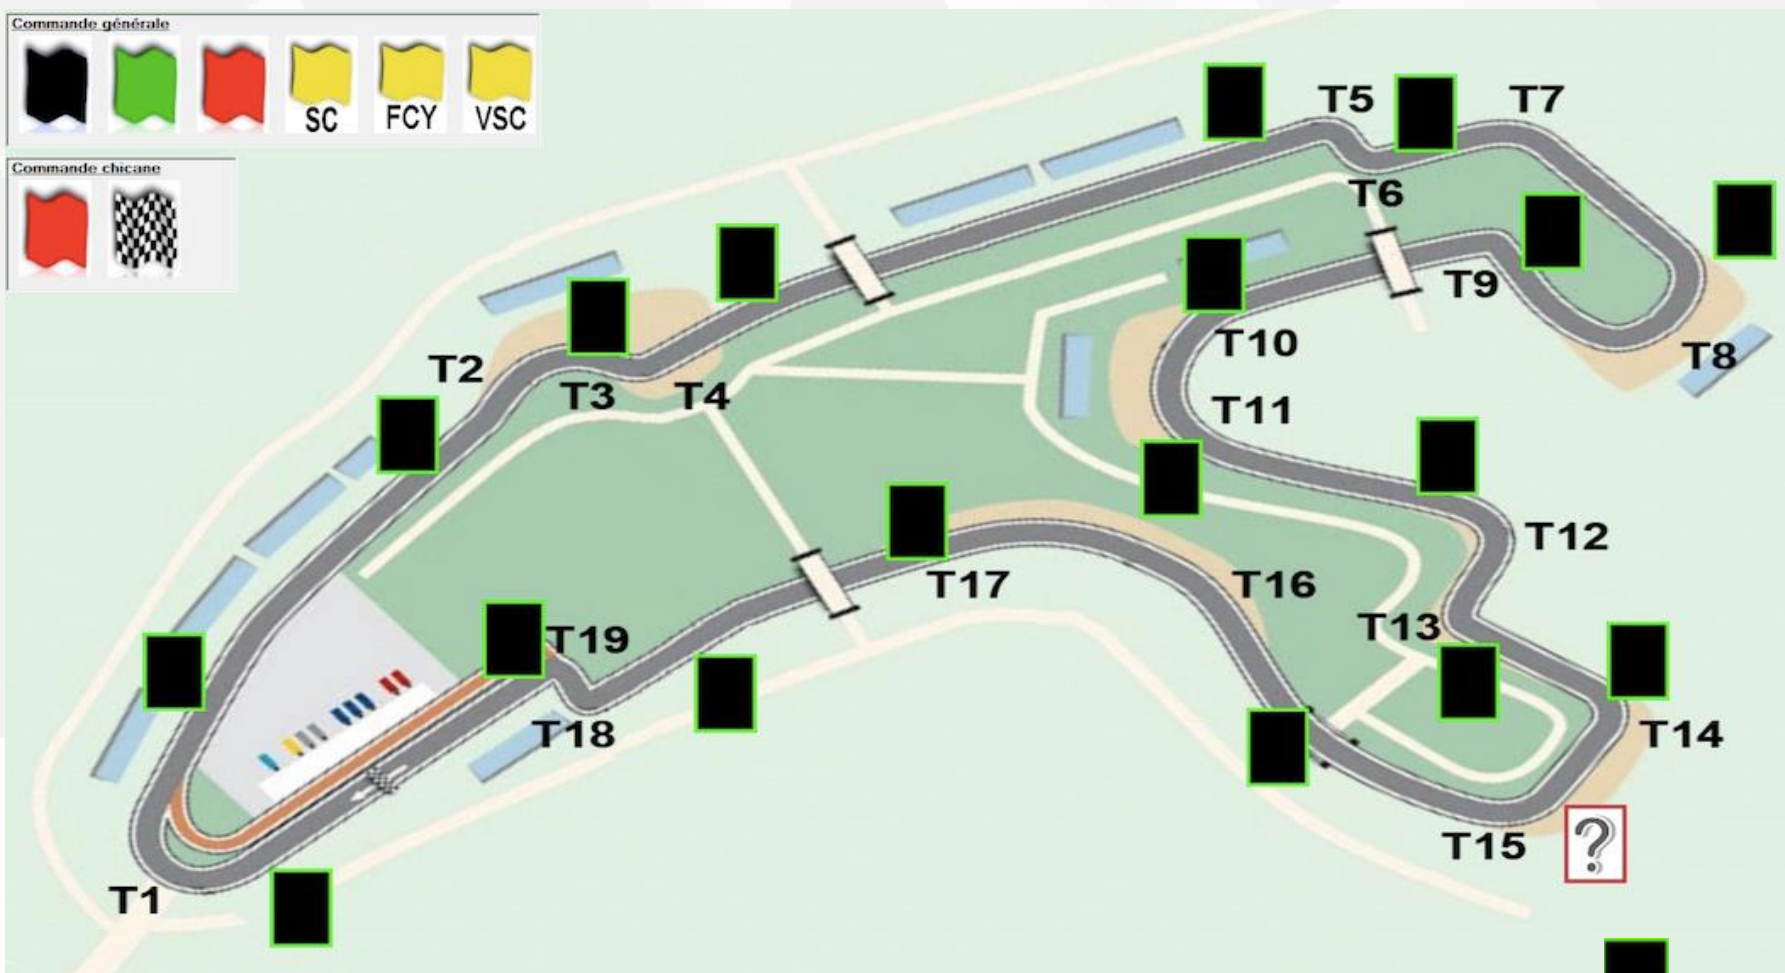 Commande générale
SC
FCY
VSC
Commande chicane
T5
T7
T6
T9
T8
T10
T2
T3
T4
T11
T12
T17
T16
T13
T19
T18
T14
T15
?
T1